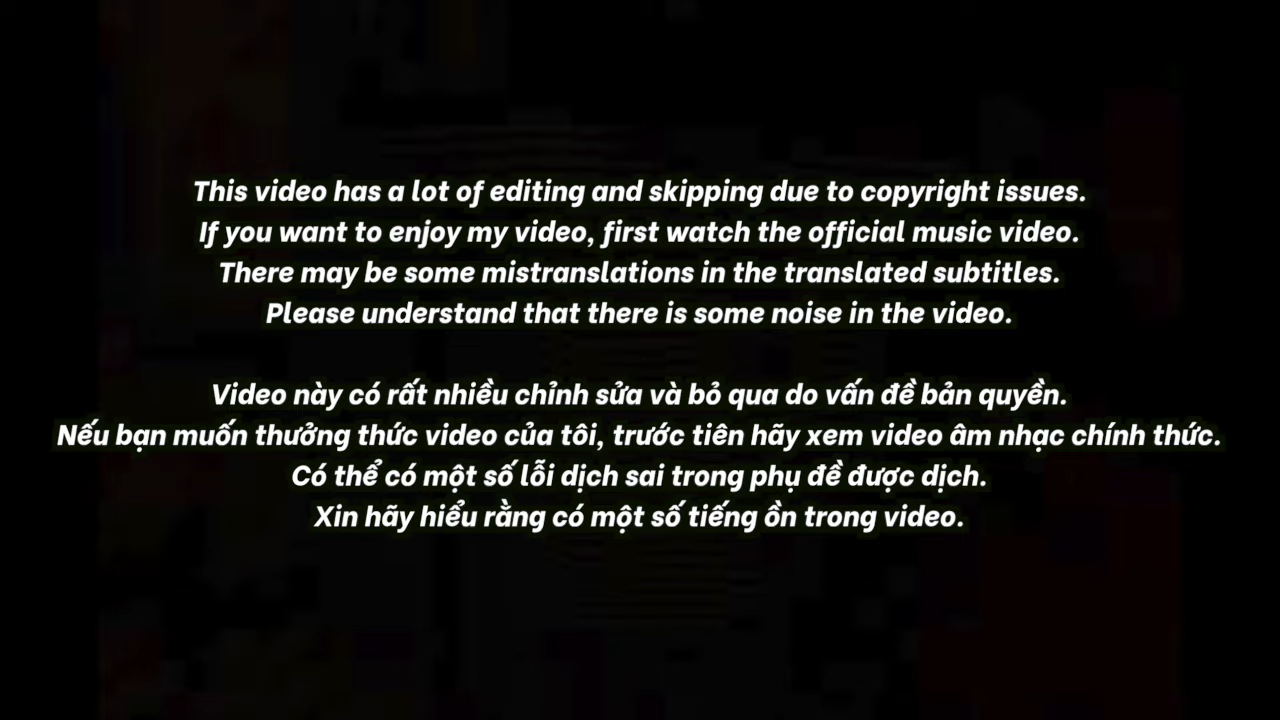 This video has a lot of editing and skipping due to copyright issues.
If you want to enjoy my video, first watch the official music video.
There may be some mistranslations in the translated subtitles.
Please understand that there is some noise in the video.
Video này có rất nhiều chỉnh sửa và bỏ qua do vấn đề bản quyền.
Nếu bạn muốn thưởng thức video của tôi, trước tiên hãy xem video âm nhạc chính thức.
Có thể có một số lỗi dịch sai trong phụ đề được dịch.
Xin hãy hiểu rằng có một số tiếng ồn trong video.